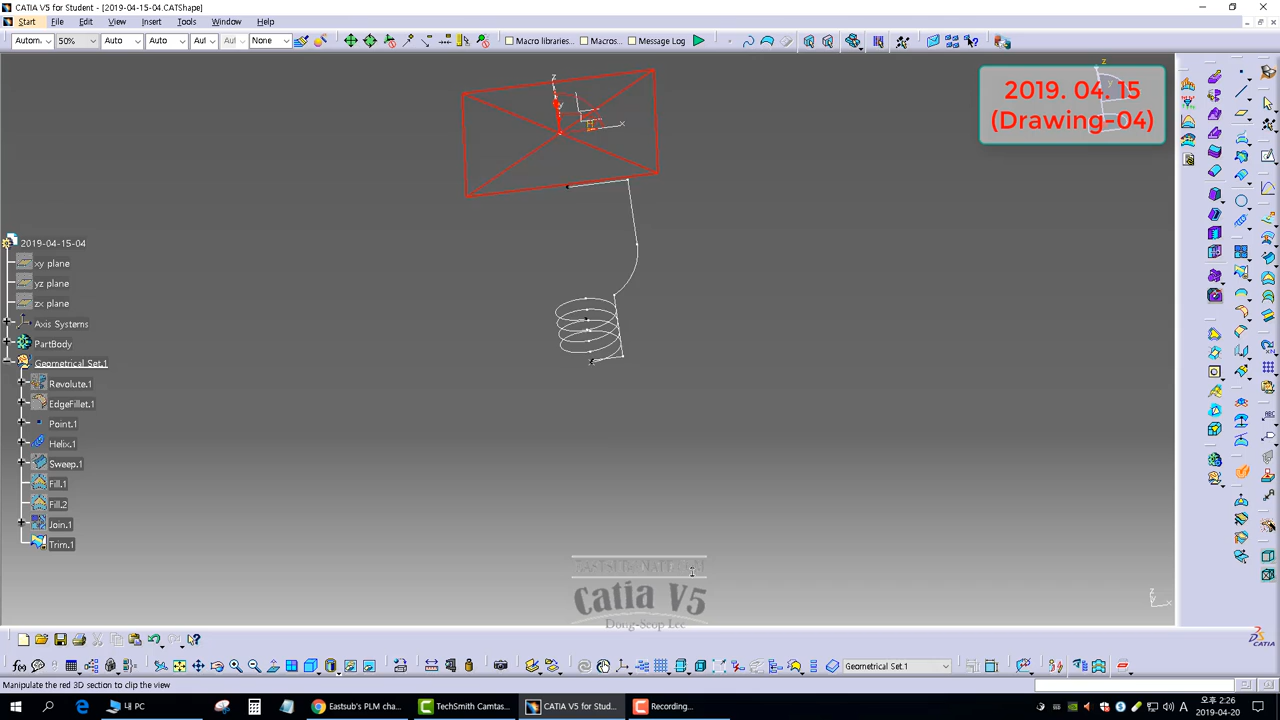 CATIA V5 for Student - [2019-04-15-04.CATShape]
Start File Edit View Insert Tools Window Help
Autom. 50% Auto Auto Aut Aut None Macro libraries... Macros... Message Log
2019. 04. 15
(Drawing-04)
z
y
z
x
y
2019-04-15-04
xy plane
yz plane
zx plane
Axis Systems
PartBody
Geometrical Set.1
Revolute.1
EdgeFillet.1
Point.1
Helix.1
Sweep.1
Fill.1
Fill.2
Join.1
Trim.1
Catia V5
Dong-Seop Lee
Geometrical Set.1
Manipulate the red 3D section to clip the view
내 PC
Eastsub's PLM cha...
TechSmith Camtas...
CATIA V5 for Stud...
Recording...
A
오후 2:26
2019-04-20